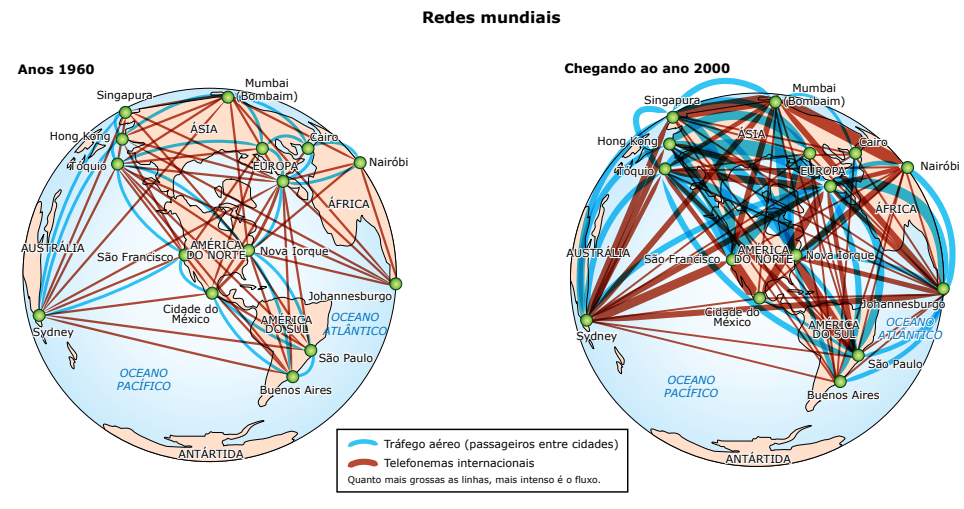 Redes mundiais
Anos 1960
Singapura
Mumbai
(Bombaim)
Hong Kong
ÁSIA
Cairo
Tóquio
EUROPA
Nairóbi
ÁFRICA
AUSTRÁLIA
São Francisco
AMÉRICA
DO NORTE
Nova Iorque
Johannesburgo
Cidade do
México
Sydney
AMÉRICA
DO SUL
OCEANO
ATLÂNTICO
São Paulo
OCEANO
PACÍFICO
Buenos Aires
ANTÁRTIDA
Chegando ao ano 2000
Singapura
Mumbai
(Bombaim)
Hong Kong
ÁSIA
Cairo
Tóquio
EUROPA
Nairóbi
ÁFRICA
AUSTRÁLIA
São Francisco
AMÉRICA
DO NORTE
Nova Iorque
Johannesburgo
Cidade do
México
Sydney
AMÉRICA
DO SUL
OCEANO
ATLÂNTICO
São Paulo
OCEANO
PACÍFICO
Buenos Aires
ANTÁRTIDA
Tráfego aéreo (passageiros entre cidades)
Telefonemas internacionais
Quanto mais grossas as linhas, mais intenso é o fluxo.